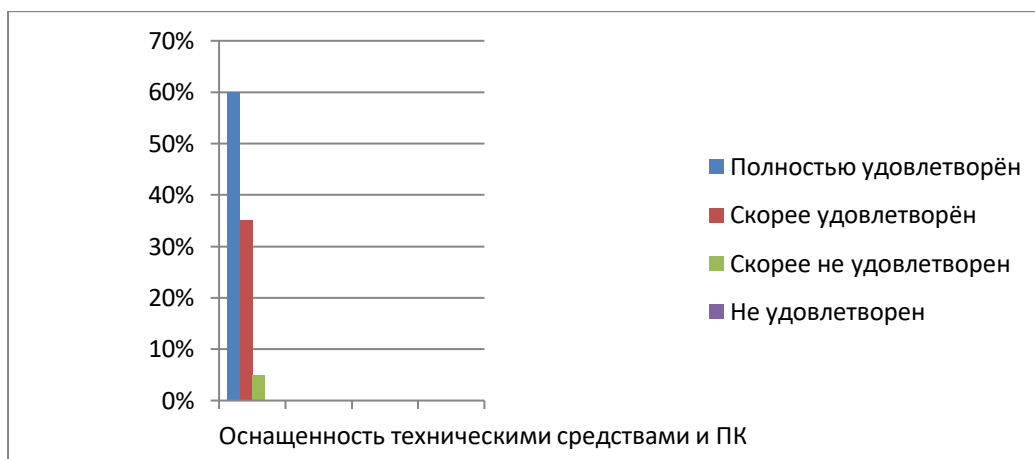 70%
60%
50%
40%
30%
20%
10%
0%
Оснащенность техническими средствами и ПК
Полностью удовлетворён
Скорее удовлетворён
Скорее не удовлетворен
Не удовлетворен